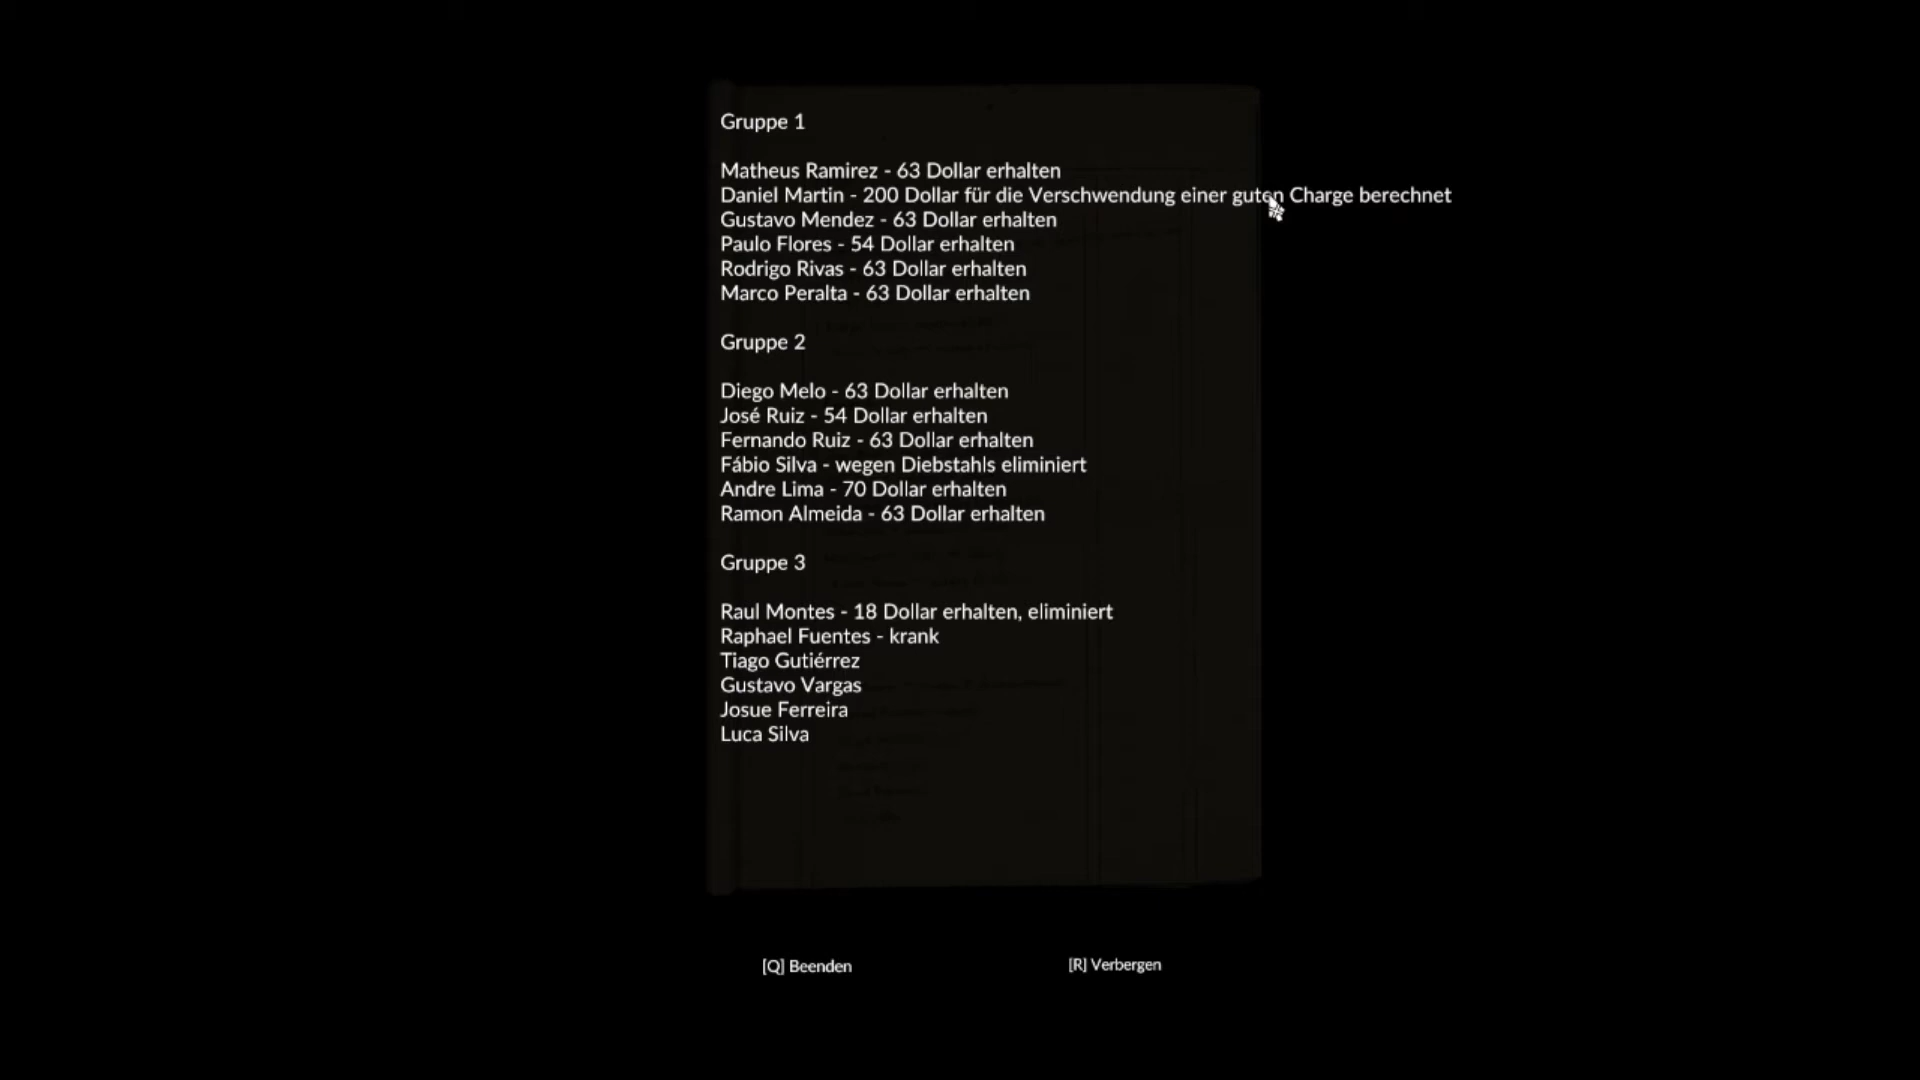 Gruppe 1
Matheus Ramirez - 63 Dollar erhalten
Daniel Martin - 200 Dollar für die Verschwendung einer guten Charge berechnet
Gustavo Mendez - 63 Dollar erhalten
Paulo Flores - 54 Dollar erhalten
Rodrigo Rivas - 63 Dollar erhalten
Marco Peralta - 63 Dollar erhalten
Gruppe 2
Diego Melo - 63 Dollar erhalten
José Ruiz - 54 Dollar erhalten
Fernando Ruiz - 63 Dollar erhalten
Fábio Silva - wegen Diebstahls eliminiert
Andre Lima - 70 Dollar erhalten
Ramon Almeida - 63 Dollar erhalten
Gruppe 3
Raul Montes - 18 Dollar erhalten, eliminiert
Raphael Fuentes - krank
Tiago Gutiérrez
Gustavo Vargas
Josue Ferreira
Luca Silva
[Q] Beenden
[R] Verbergen